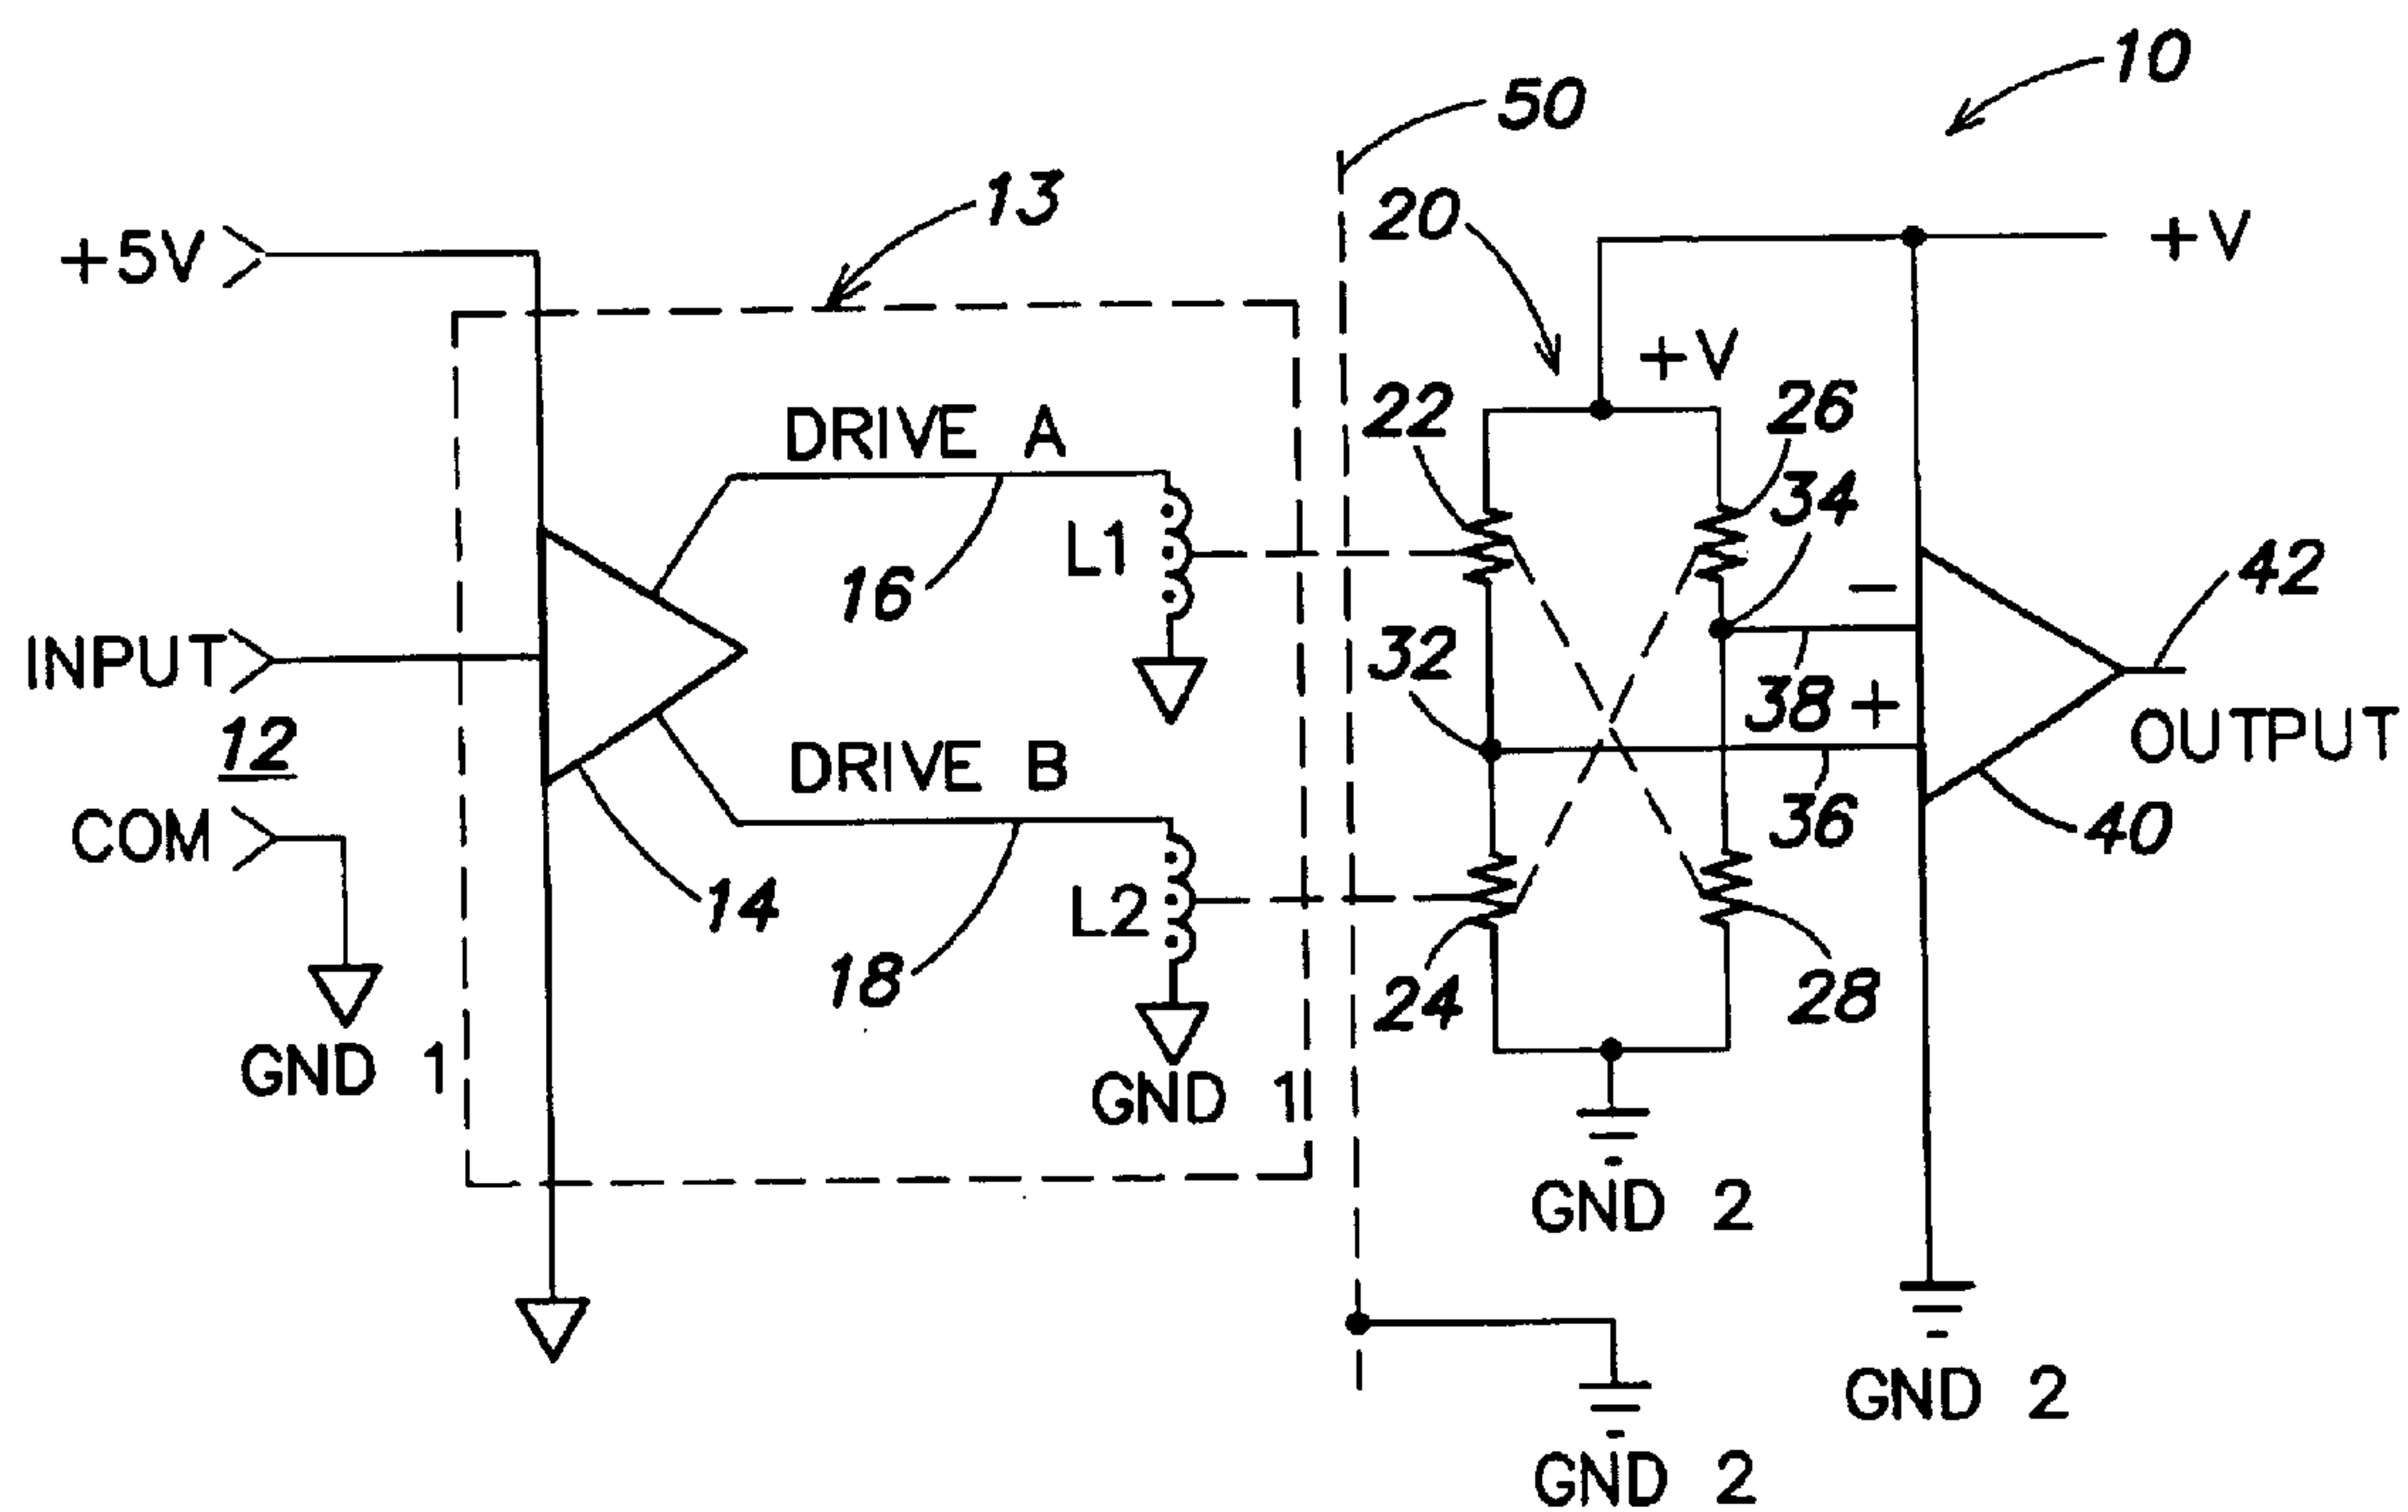 10
50
13
20
+5V
+V
+V
22
26
DRIVE A
34
L1
16
−
42
INPUT
32
38
+
12
OUTPUT
DRIVE B
36
COM
40
14
L2
18
24
28
GND 1
GND 1
GND 2
GND 2
GND 2